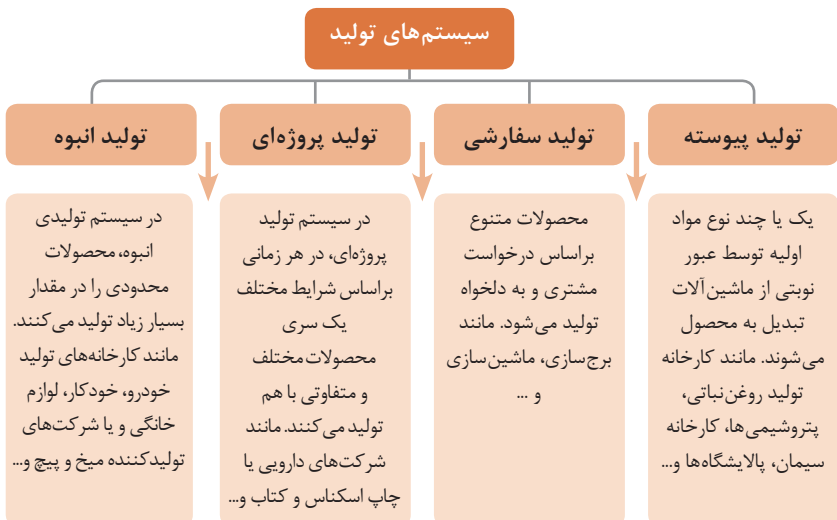 سیستم‌های تولید
تولید پیوسته
یک یا چند نوع مواد
اولیه توسط عبور
نوبتی از ماشین‌آلات
تبدیل به محصول
می‌شوند. مانند کارخانه
تولید روغن‌نباتی،
پتروشیمی‌ها، کارخانه
سیمان، پالایشگاه‌ها و...
تولید سفارشی
محصولات متنوع
براساس درخواست
مشتری و به دلخواه
تولید می‌شود. مانند
برج‌سازی، ماشین‌سازی
و ...
تولید پروژه‌ای
در سیستم تولید
پروژه‌ای، در هر زمانی
براساس شرایط مختلف
یک سری
محصولات مختلف
و متفاوتی با هم
تولید می‌کنند. مانند
شرکت‌های دارویی یا
چاپ اسکناس و کتاب و...
تولید انبوه
در سیستم تولیدی
انبوه، محصولات
محدودی را در مقدار
بسیار زیاد تولید می‌کنند.
مانند کارخانه‌های تولید
خودرو، خودکار، لوازم
خانگی و یا شرکت‌های
تولیدکننده میخ و پیچ و...